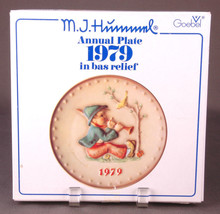 M.J. Hummel®
Goebel
Annual Plate
1979
in bas relief
1979